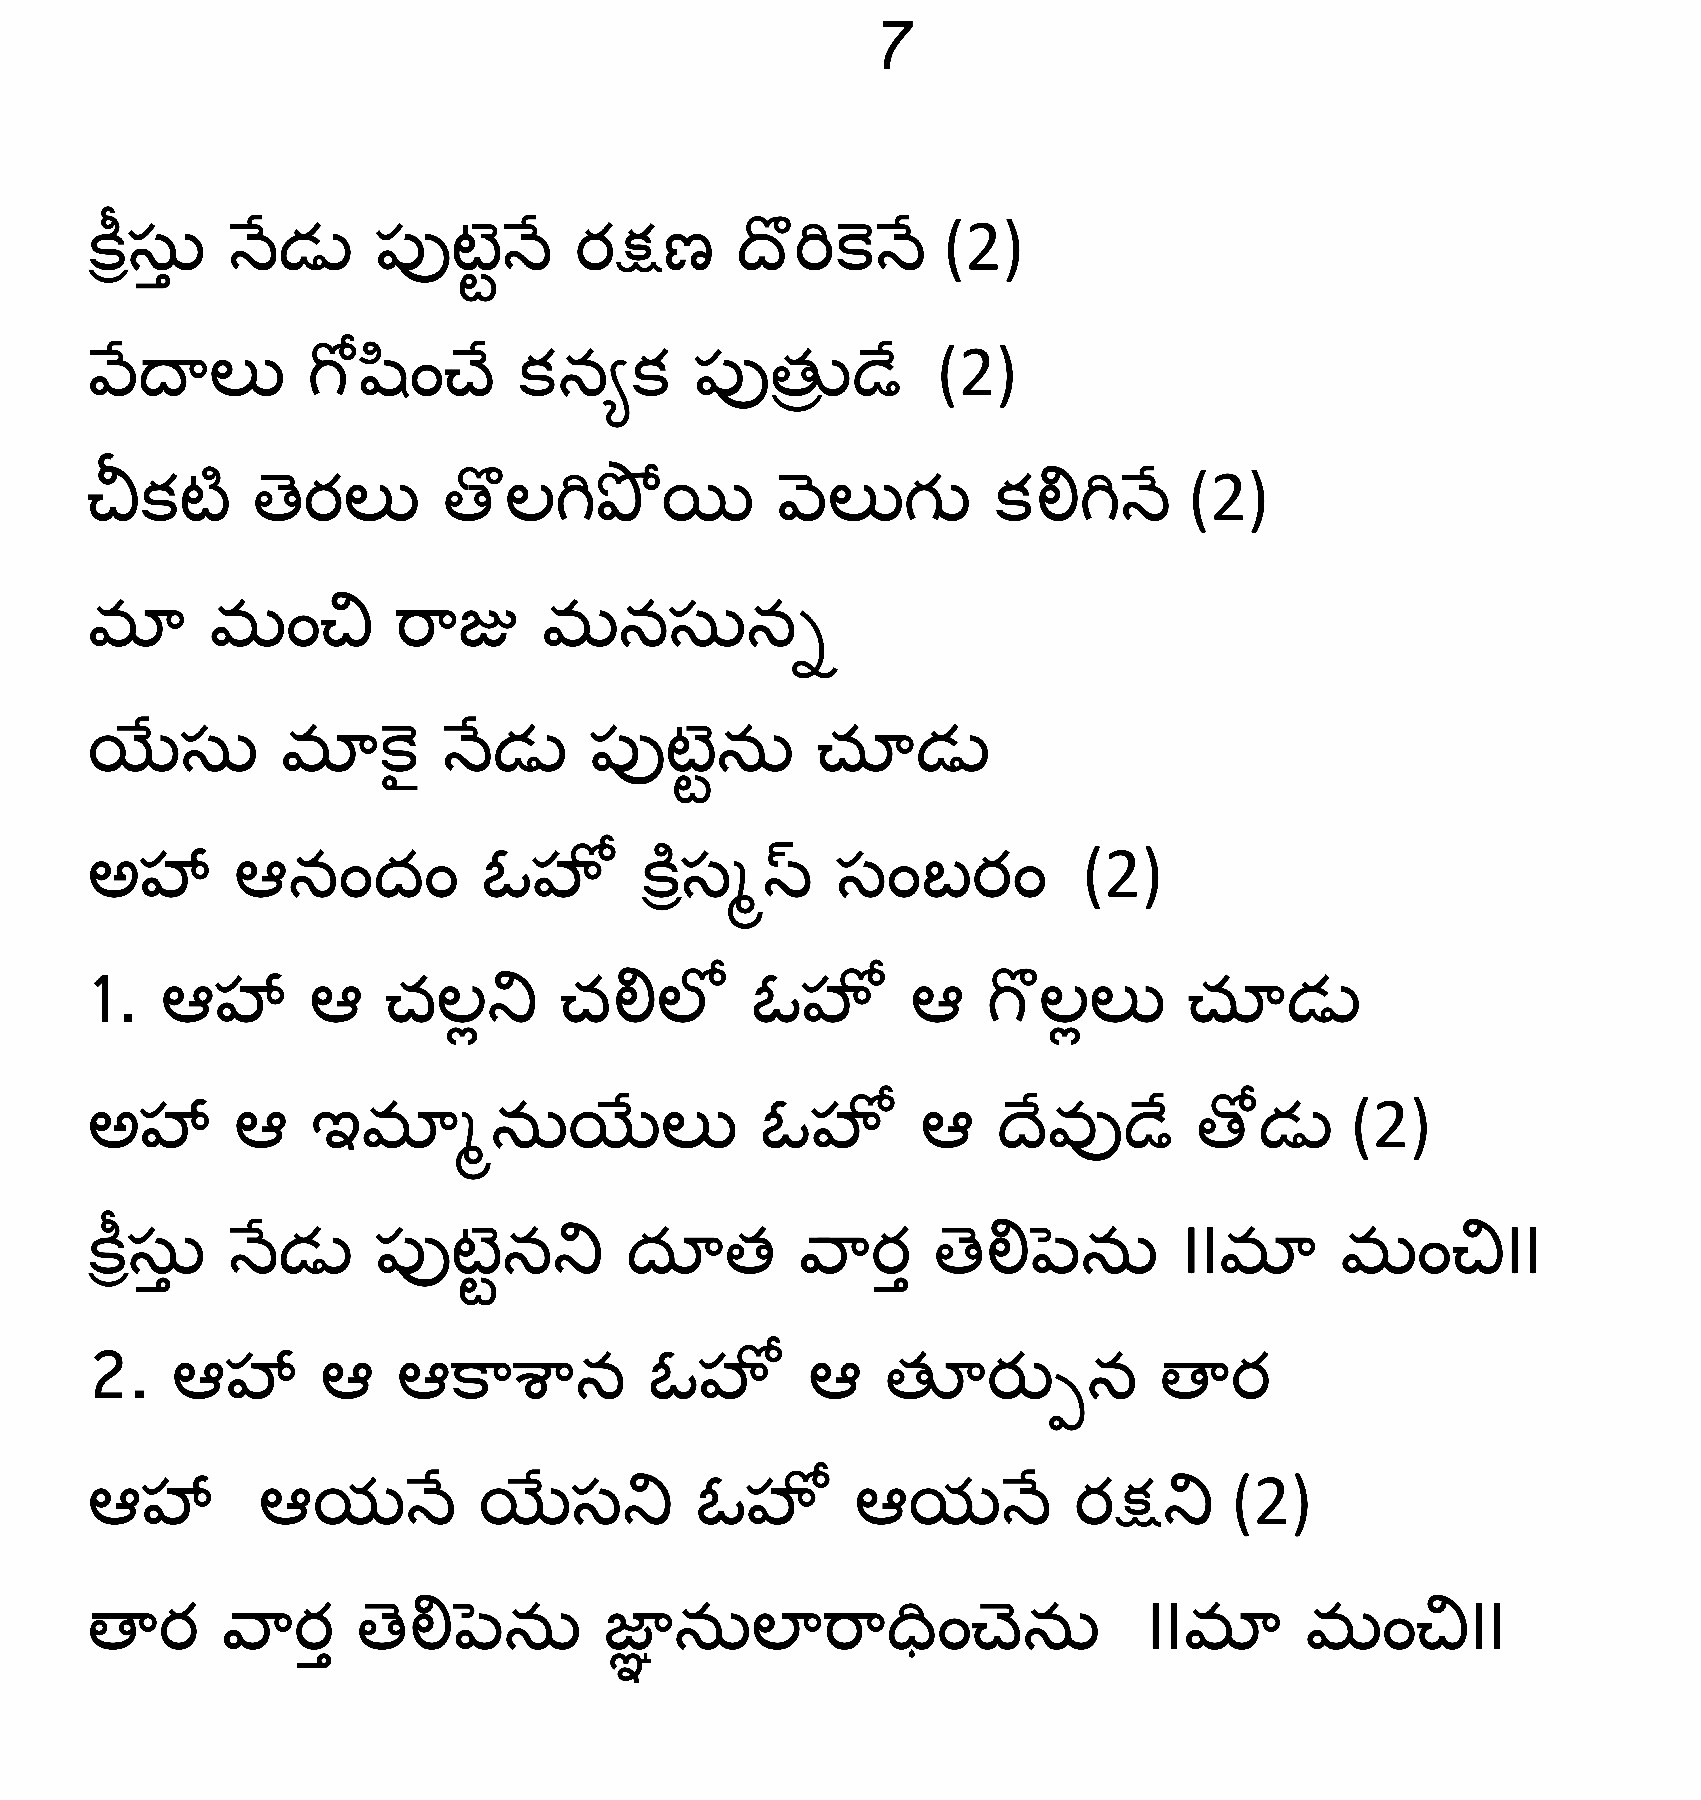 7
క్రీస్తు నేడు పుట్టెనే రక్షణ దొరికెనే (2)
వేదాలు గోషించే కన్యక పుత్రుడే (2)
చీకటి తెరలు తొలగిపోయి వెలుగు కలిగినే (2)
మా మంచి రాజు మనసున్న
యేసు మాకై నేడు పుట్టెను చూడు
అహా ఆనందం ఓహో క్రిస్మస్ సంబరం (2)
1. ఆహా ఆ చల్లని చలిలో ఓహో ఆ గొల్లలు చూడు
అహా ఆ ఇమ్మానుయేలు ఓహో ఆ దేవుడే తోడు (2)
క్రీస్తు నేడు పుట్టెనని దూత వార్త తెలిపెను ||మా మంచి||
2. ఆహా ఆ ఆకాశాన ఓహో ఆ తూర్పున తార
ఆహా ఆయనే యేసని ఓహో ఆయనే రక్షని (2)
తార వార్త తెలిపెను జ్ఞానులారాధించెను ||మా మంచి||